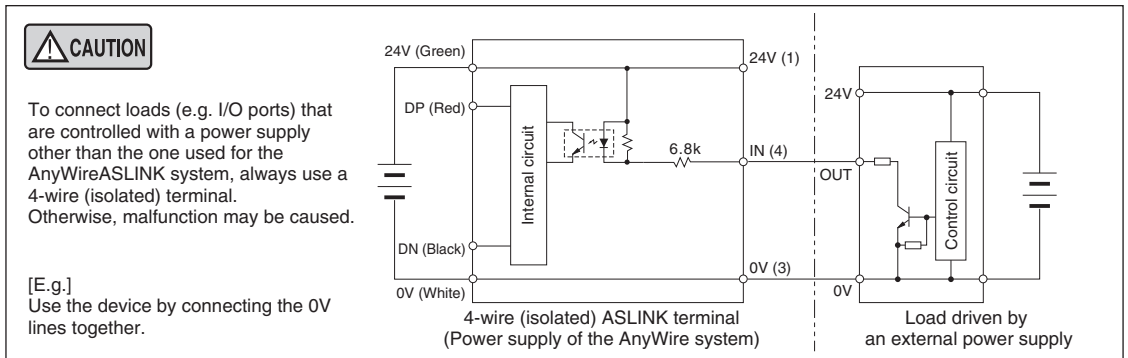 CAUTION
To connect loads (e.g. I/O ports) that
are controlled with a power supply
other than the one used for the
AnyWireASLINK system, always use a
4-wire (isolated) terminal.
Otherwise, malfunction may be caused.
[E.g.]
Use the device by connecting the 0V
lines together.
24V (Green)
DP (Red)
DN (Black)
0V (White)
Internal circuit
6.8k
24V (1)
IN (4)
0V (3)
4-wire (isolated) ASLINK terminal
(Power supply of the AnyWire system)
24V
OUT
0V
Control circuit
Load driven by
an external power supply